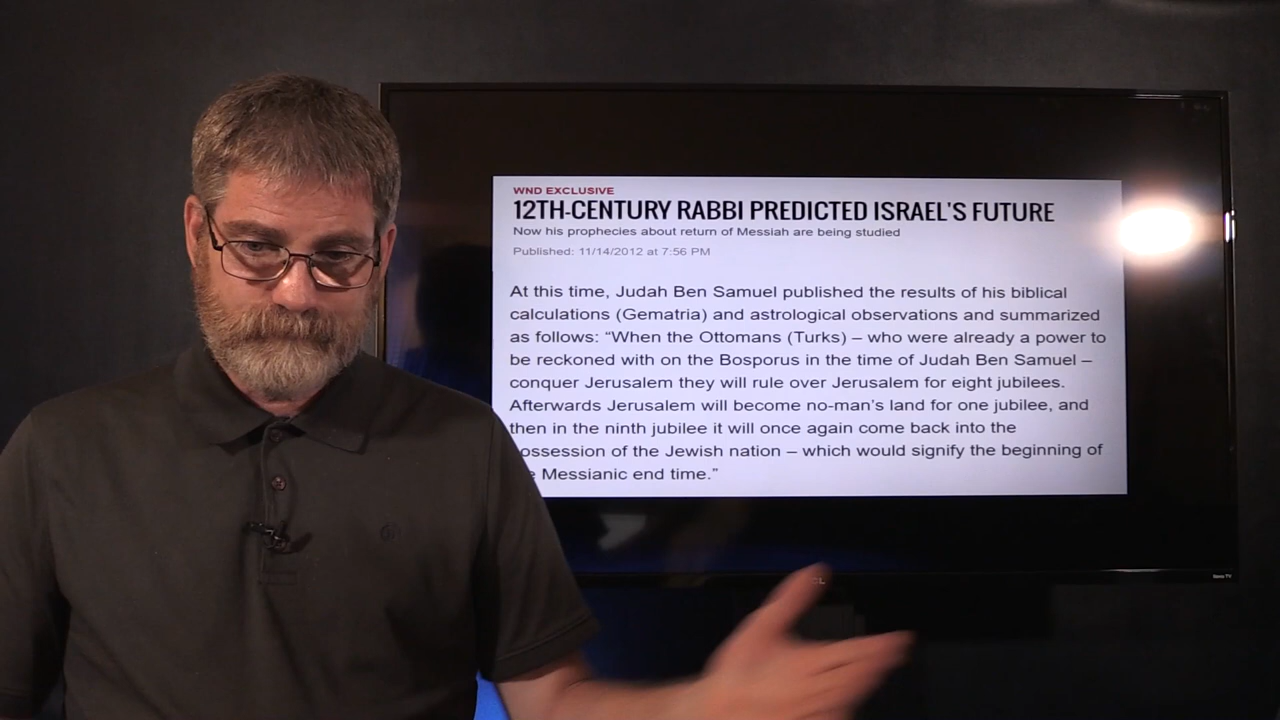 WND EXCLUSIVE
12TH-CENTURY RABBI PREDICTED ISRAEL'S FUTURE
Now his prophecies about return of Messiah are being studied
Published: 11/14/2012 at 7:56 PM
At this time, Judah Ben Samuel published the results of his biblical
calculations (Gematria) and astrological observations and summarized
as follows: “When the Ottomans (Turks) – who were already a power to
be reckoned with on the Bosporus in the time of Judah Ben Samuel –
conquer Jerusalem they will rule over Jerusalem for eight jubilees.
Afterwards Jerusalem will become no-man’s land for one jubilee, and
then in the ninth jubilee it will once again come back into the
ossession of the Jewish nation – which would signify the beginning of
Messianic end time.”